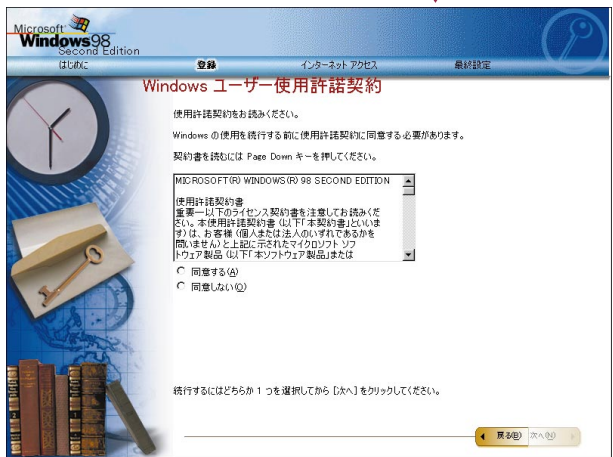 Microsoft
Windows98
Second Edition
はじめに 登録 インターネット アクセス 最終設定
Windows ユーザー使用許諾契約
使用許諾契約をお読みください。
Windows の使用を続行する前に使用許諾契約に同意する必要があります。
契約書を読むには Page Down キーを押してください。
MICROSOFT(R) WINDOWS(R) 98 SECOND EDITION
使用許諾契約書
重要―以下のライセンス契約書を注意してお読みくだ
さい。本使用許諾契約書 (以下「本契約書」といいま
す) は、お客様 (個人または法人のいずれであるかを
問いません) と上記に示されたマイクロソフト ソフ
トウェア製品 (以下「本ソフトウェア製品」または
同意する(A)
同意しない(O)
続行するにはどちらか 1 つを選択してから [次へ] をクリックしてください。
戻る(B) 次へ(N)